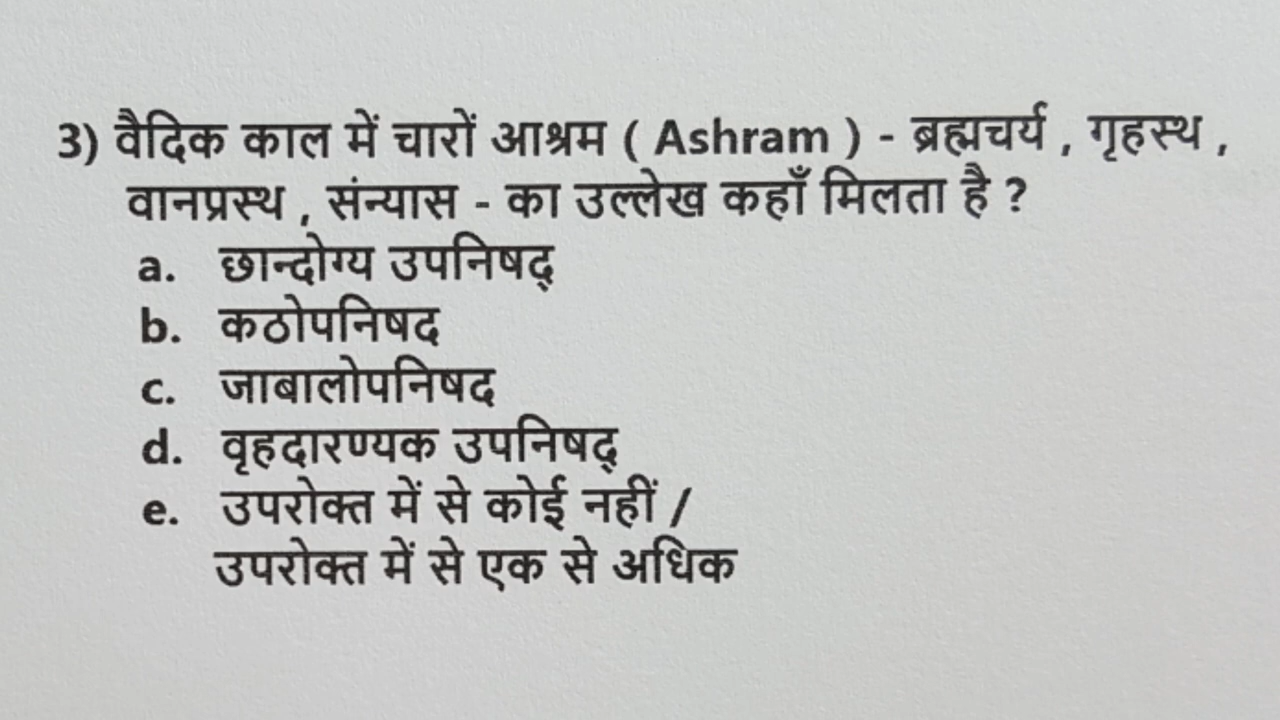 3) वैदिक काल में चारों आश्रम ( Ashram ) - ब्रह्मचर्य , गृहस्थ ,
वानप्रस्थ , संन्यास - का उल्लेख कहाँ मिलता है ?
a. छान्दोग्य उपनिषद्
b. कठोपनिषद
c. जाबालोपनिषद
d. वृहदारण्यक उपनिषद्
e. उपरोक्त में से कोई नहीं /
उपरोक्त में से एक से अधिक